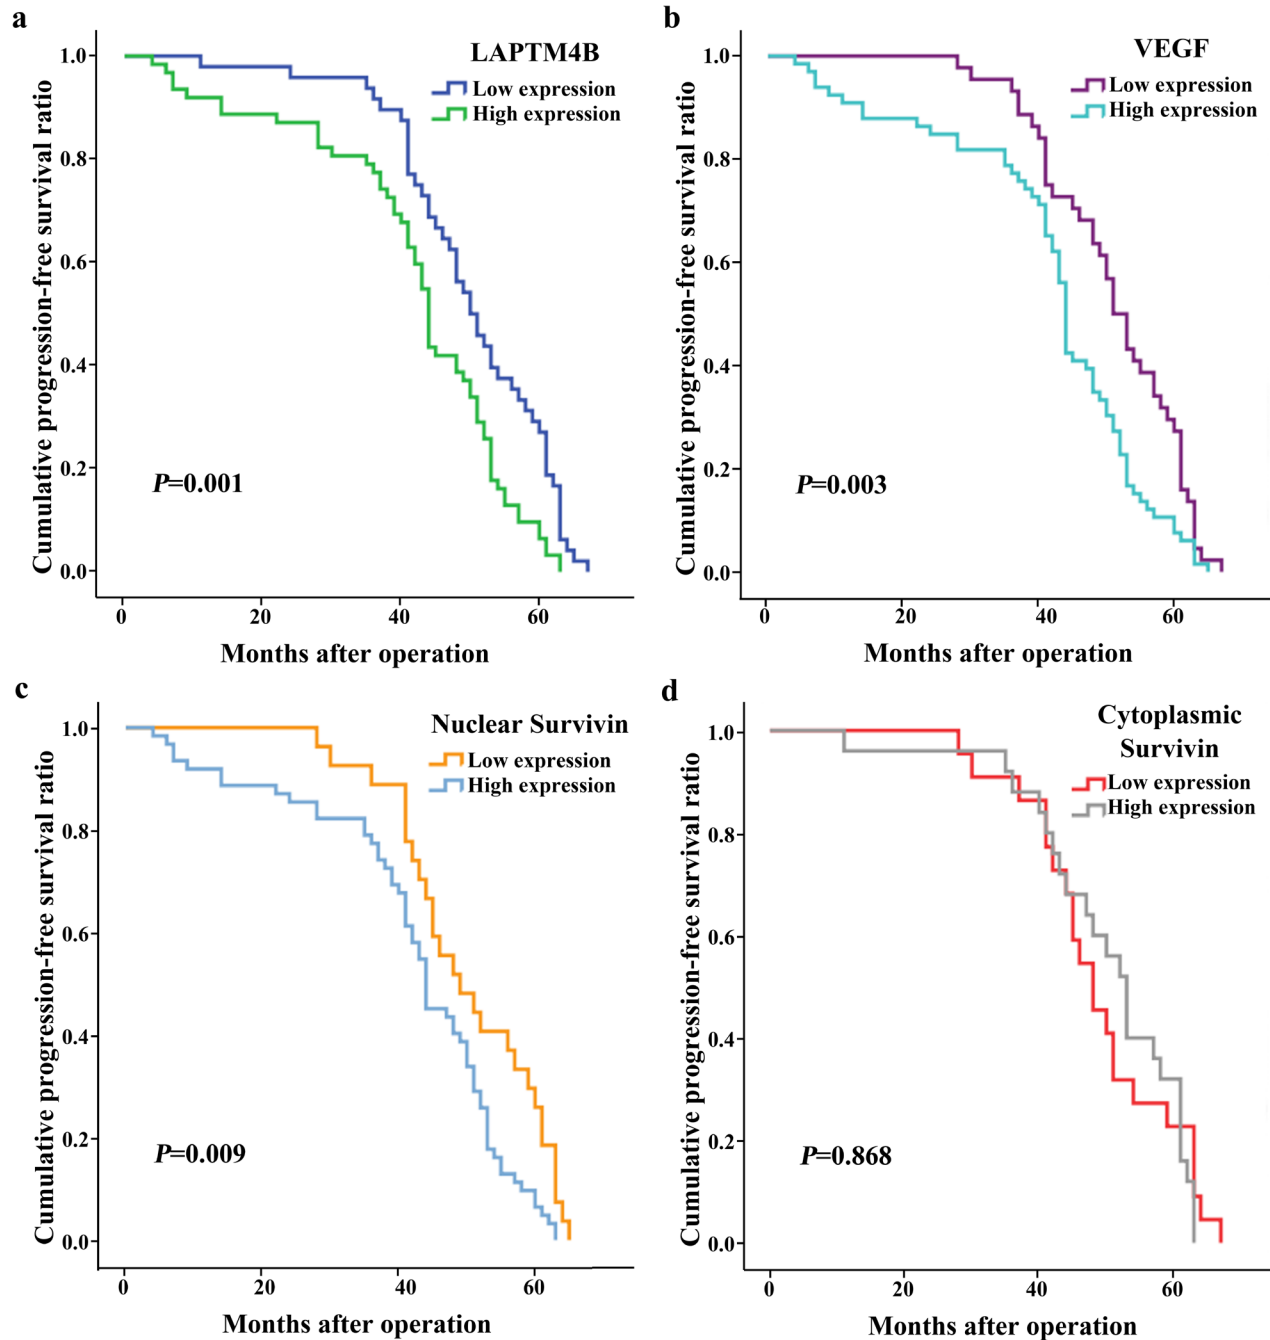 a
LAPTM4B
Low expression
High expression
Cumulative progression-free survival ratio
1.0
0.8
0.6
0.4
0.2
0.0
P=0.001
0 20 40 60
Months after operation
b
VEGF
Low expression
High expression
Cumulative progression-free survival ratio
1.0
0.8
0.6
0.4
0.2
0.0
P=0.003
0 20 40 60
Months after operation
c
Nuclear Survivin
Low expression
High expression
Cumulative progression-free survival ratio
1.0
0.8
0.6
0.4
0.2
0.0
P=0.009
0 20 40 60
Months after operation
d
Cytoplasmic
Survivin
Low expression
High expression
Cumulative progression-free survival ratio
1.0
0.8
0.6
0.4
0.2
0.0
P=0.868
0 20 40 60
Months after operation